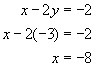 x − 2y = −2
x − 2(−3) = −2
x = −8